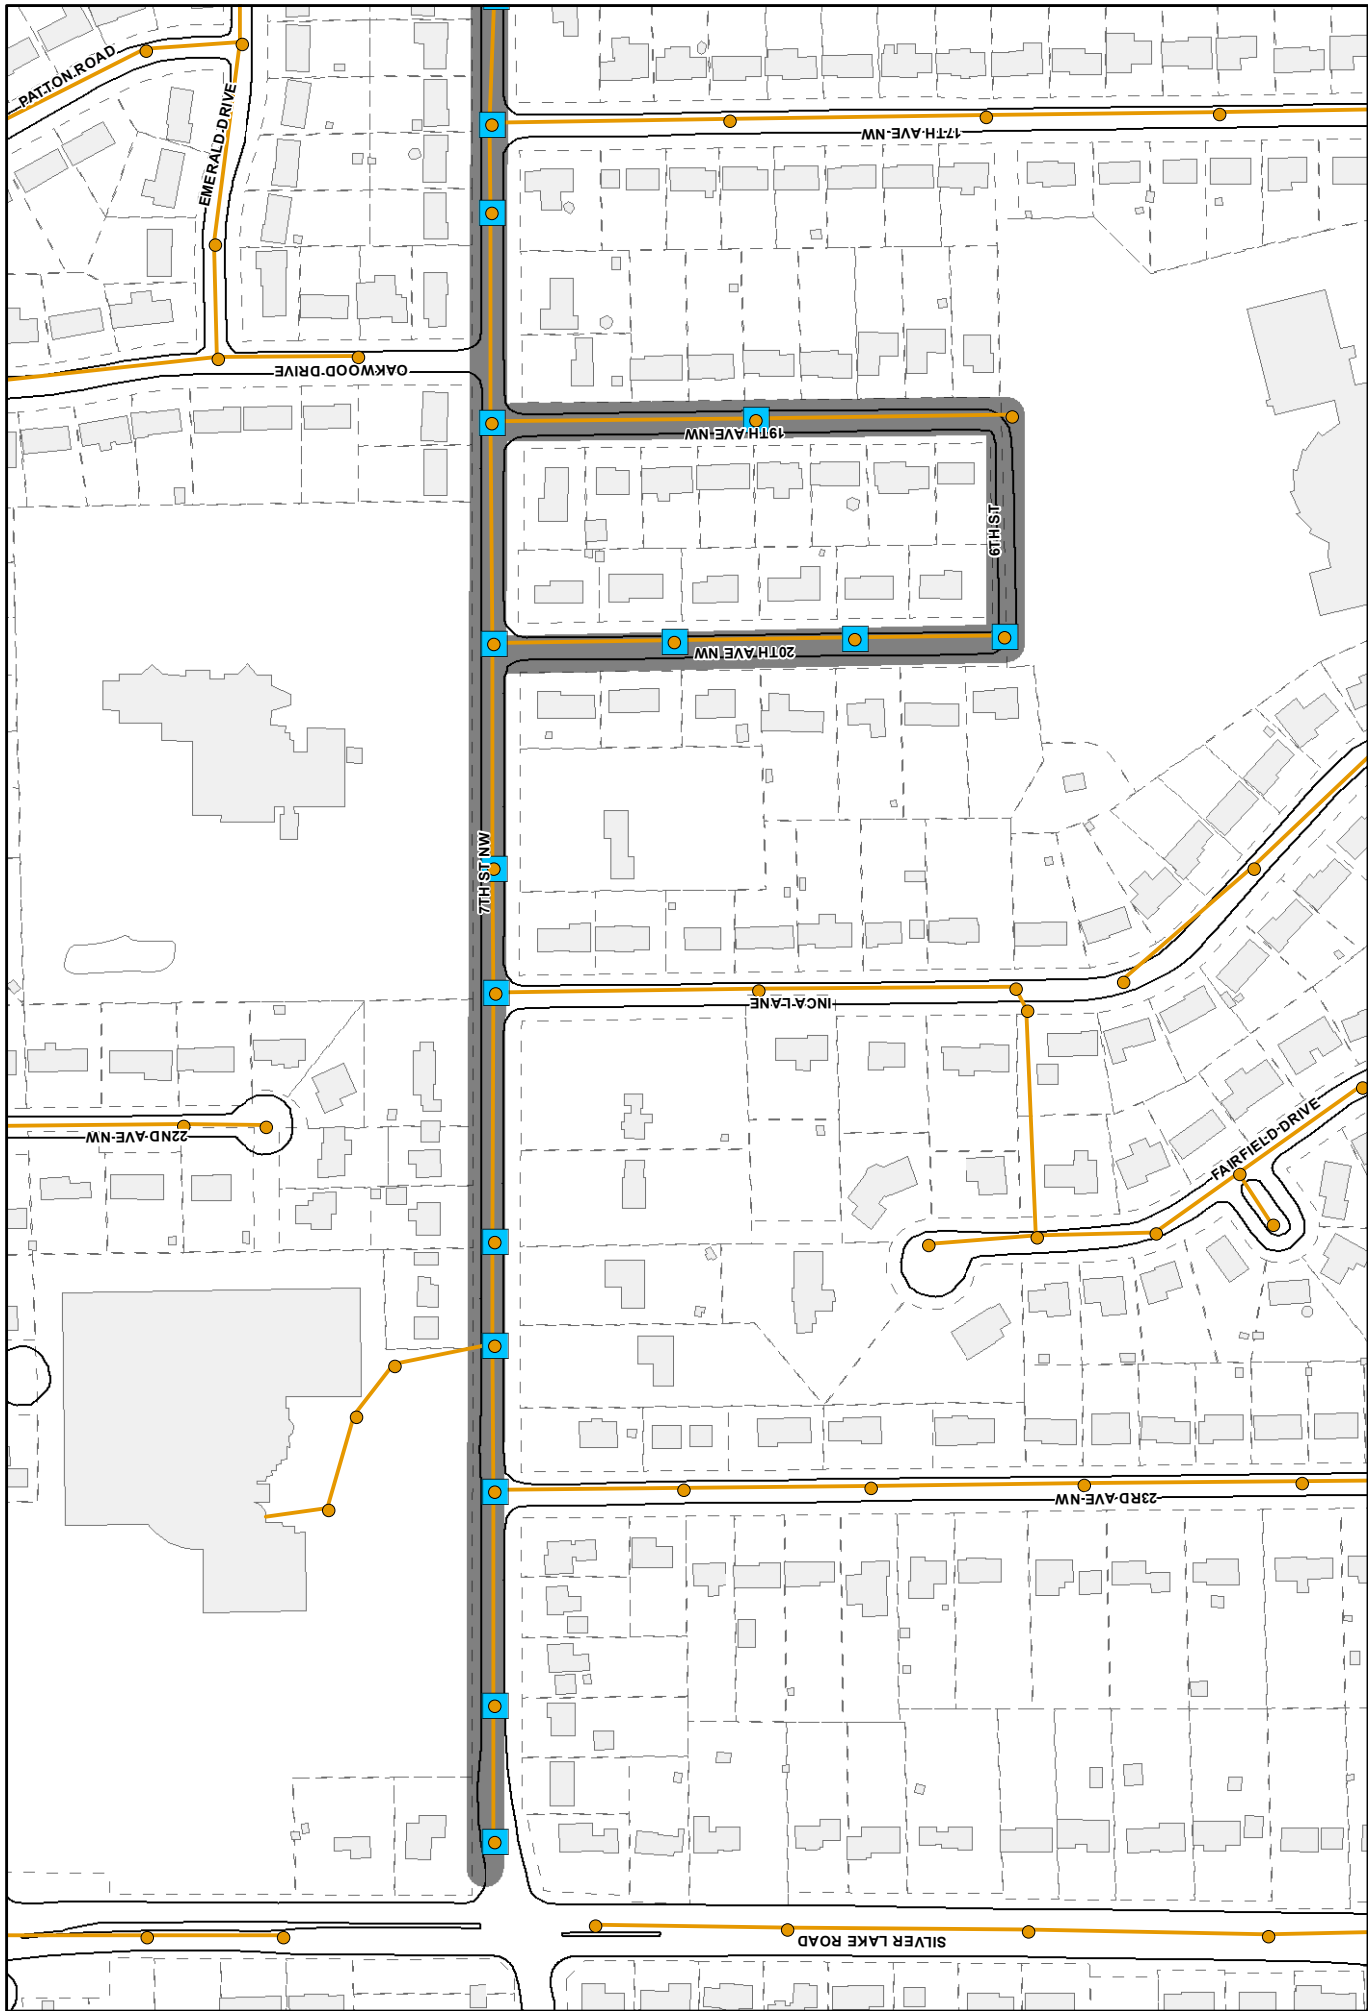 PATTON ROAD
EMERALD DRIVE
17TH AVE NW
OAKWOOD DRIVE
19TH AVE NW
6TH ST
20TH AVE NW
7TH ST NW
INCA LANE
22ND AVE NW
FAIRFIELD DRIVE
23RD AVE NW
SILVER LAKE ROAD